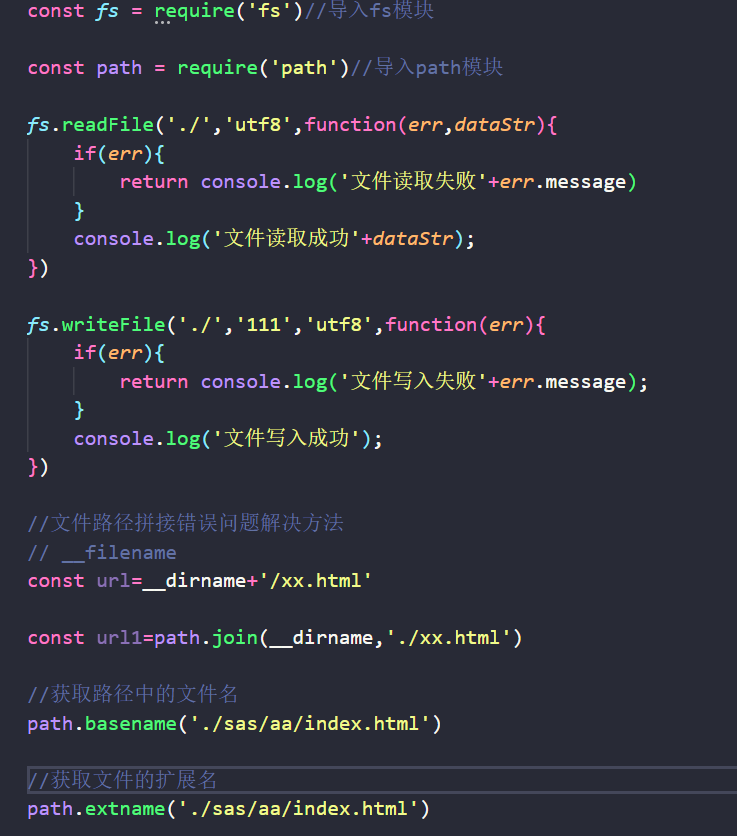 const fs = require('fs')//导入fs模块
const path = require('path')//导入path模块
fs.readFile('./','utf8',function(err,dataStr){
if(err){
return console.log('文件读取失败'+err.message)
}
console.log('文件读取成功'+dataStr);
})
fs.writeFile('./','111','utf8',function(err){
if(err){
return console.log('文件写入失败'+err.message);
}
console.log('文件写入成功');
})
//文件路径拼接错误问题解决方法
// __filename
const url=__dirname+'/xx.html'
const url1=path.join(__dirname,'./xx.html')
//获取路径中的文件名
path.basename('./sas/aa/index.html')
//获取文件的扩展名
path.extname('./sas/aa/index.html')